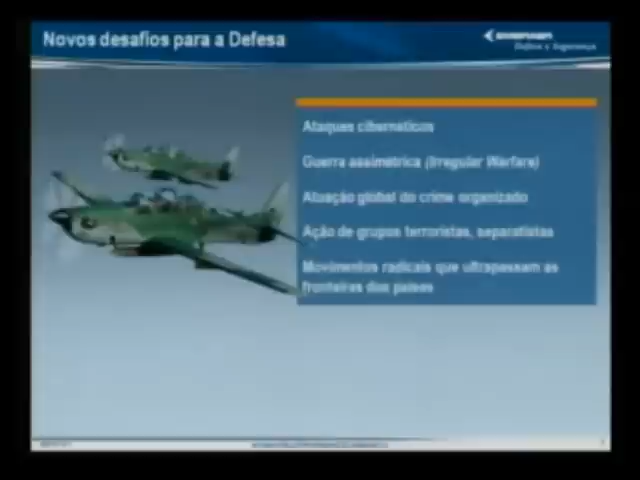 Novos desafios para a Defesa
EMBRAER
Defesa e Segurança
Ataques cibernéticos
Guerra assimétrica (Irregular Warfare)
Atuação global do crime organizado
Ação de grupos terroristas, separatistas
Movimentos radicais que ultrapassam as
fronteiras dos países